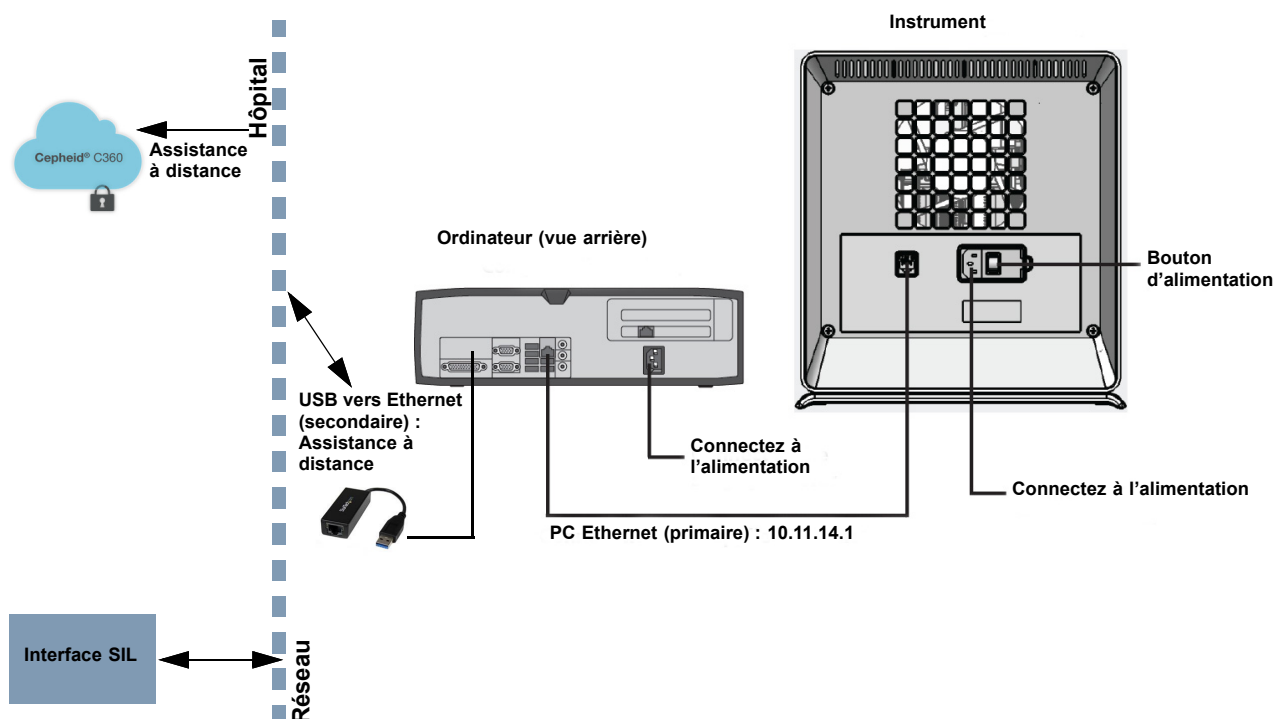 Instrument
Hôpital
Cepheid® C360
Assistance
à distance
Ordinateur (vue arrière)
Bouton
d’alimentation
USB vers Ethernet
(secondaire) :
Assistance à
distance
Connectez à
l’alimentation
Connectez à l’alimentation
PC Ethernet (primaire) : 10.11.14.1
Interface SIL
Réseau